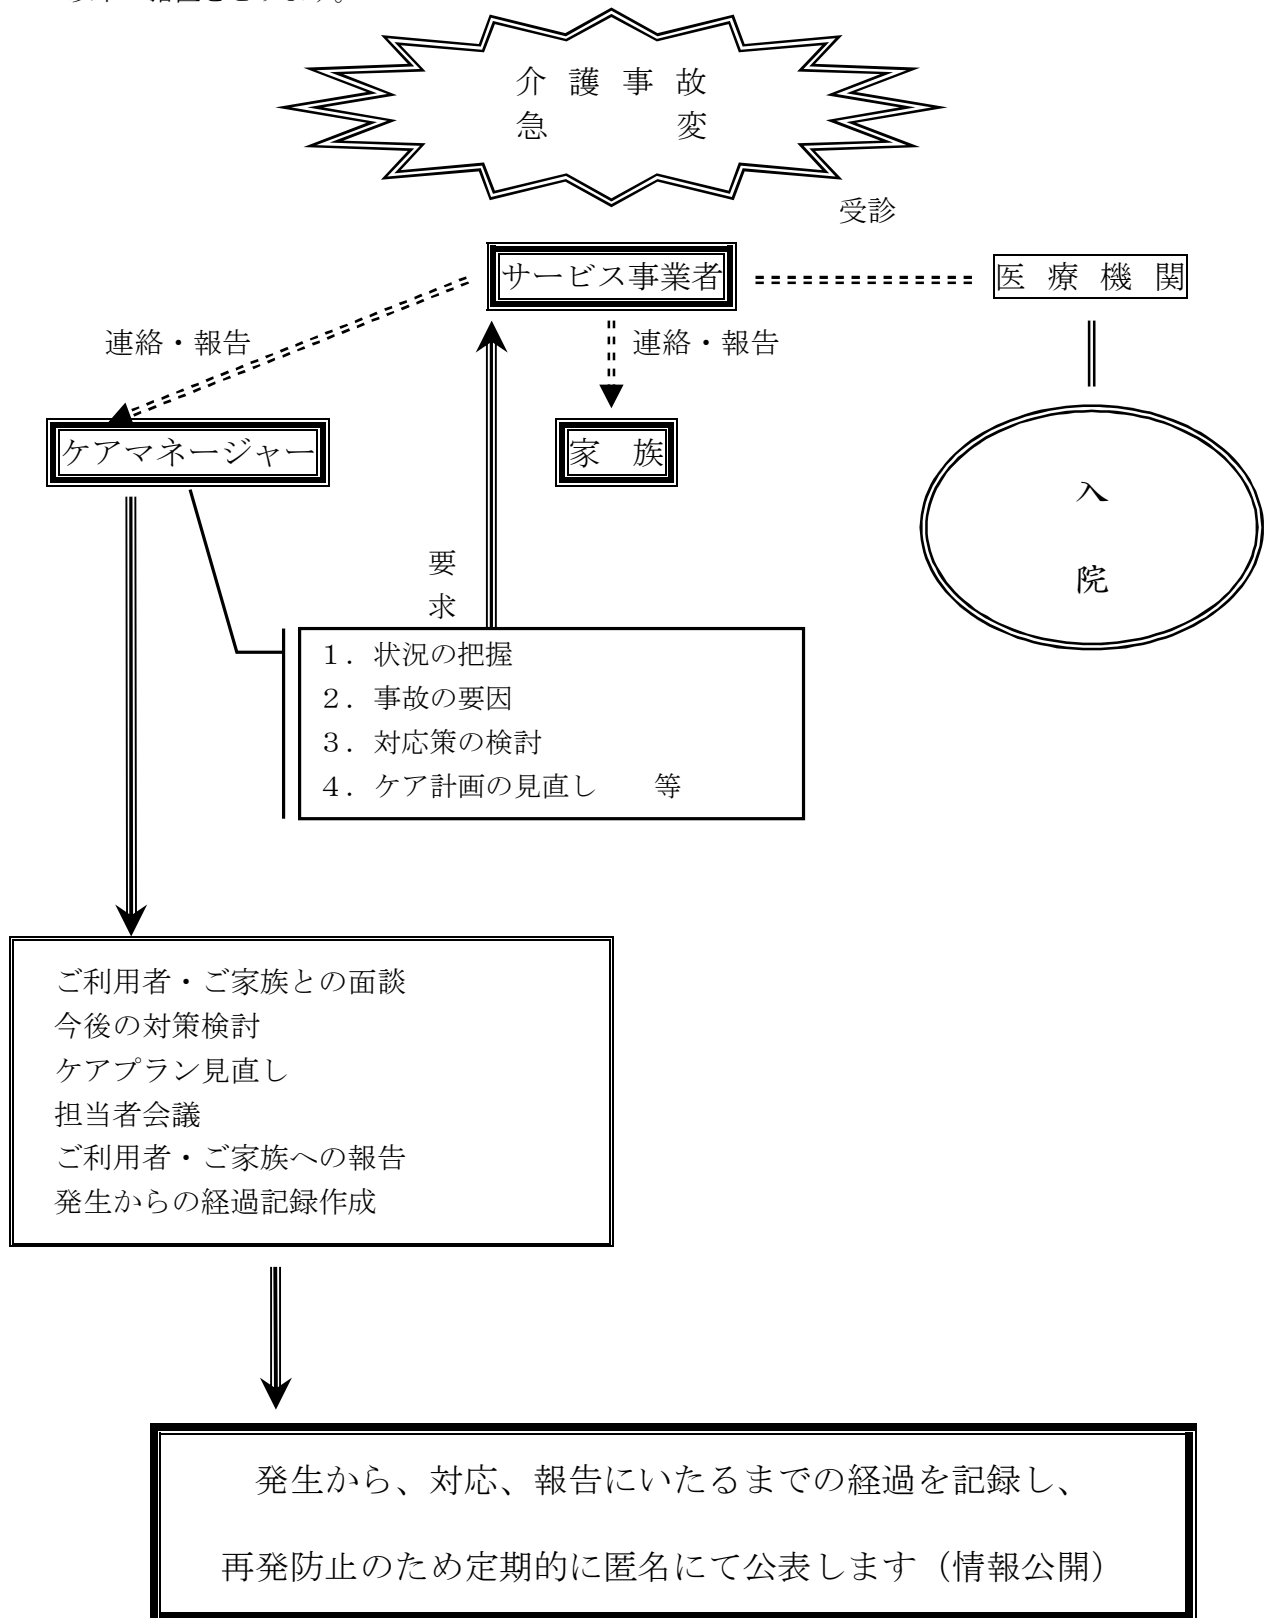 介護事故
急変
受診
サービス事業者
医療機関
連絡・報告
連絡・報告
ケアマネージャー
家族
入
院
要
求
１．状況の把握
２．事故の要因
３．対応策の検討
４．ケア計画の見直し　等
ご利用者・ご家族との面談
今後の対策検討
ケアプラン見直し
担当者会議
ご利用者・ご家族への報告
発生からの経過記録作成
発生から、対応、報告にいたるまでの経過を記録し、
再発防止のため定期的に匿名にて公表します（情報公開）